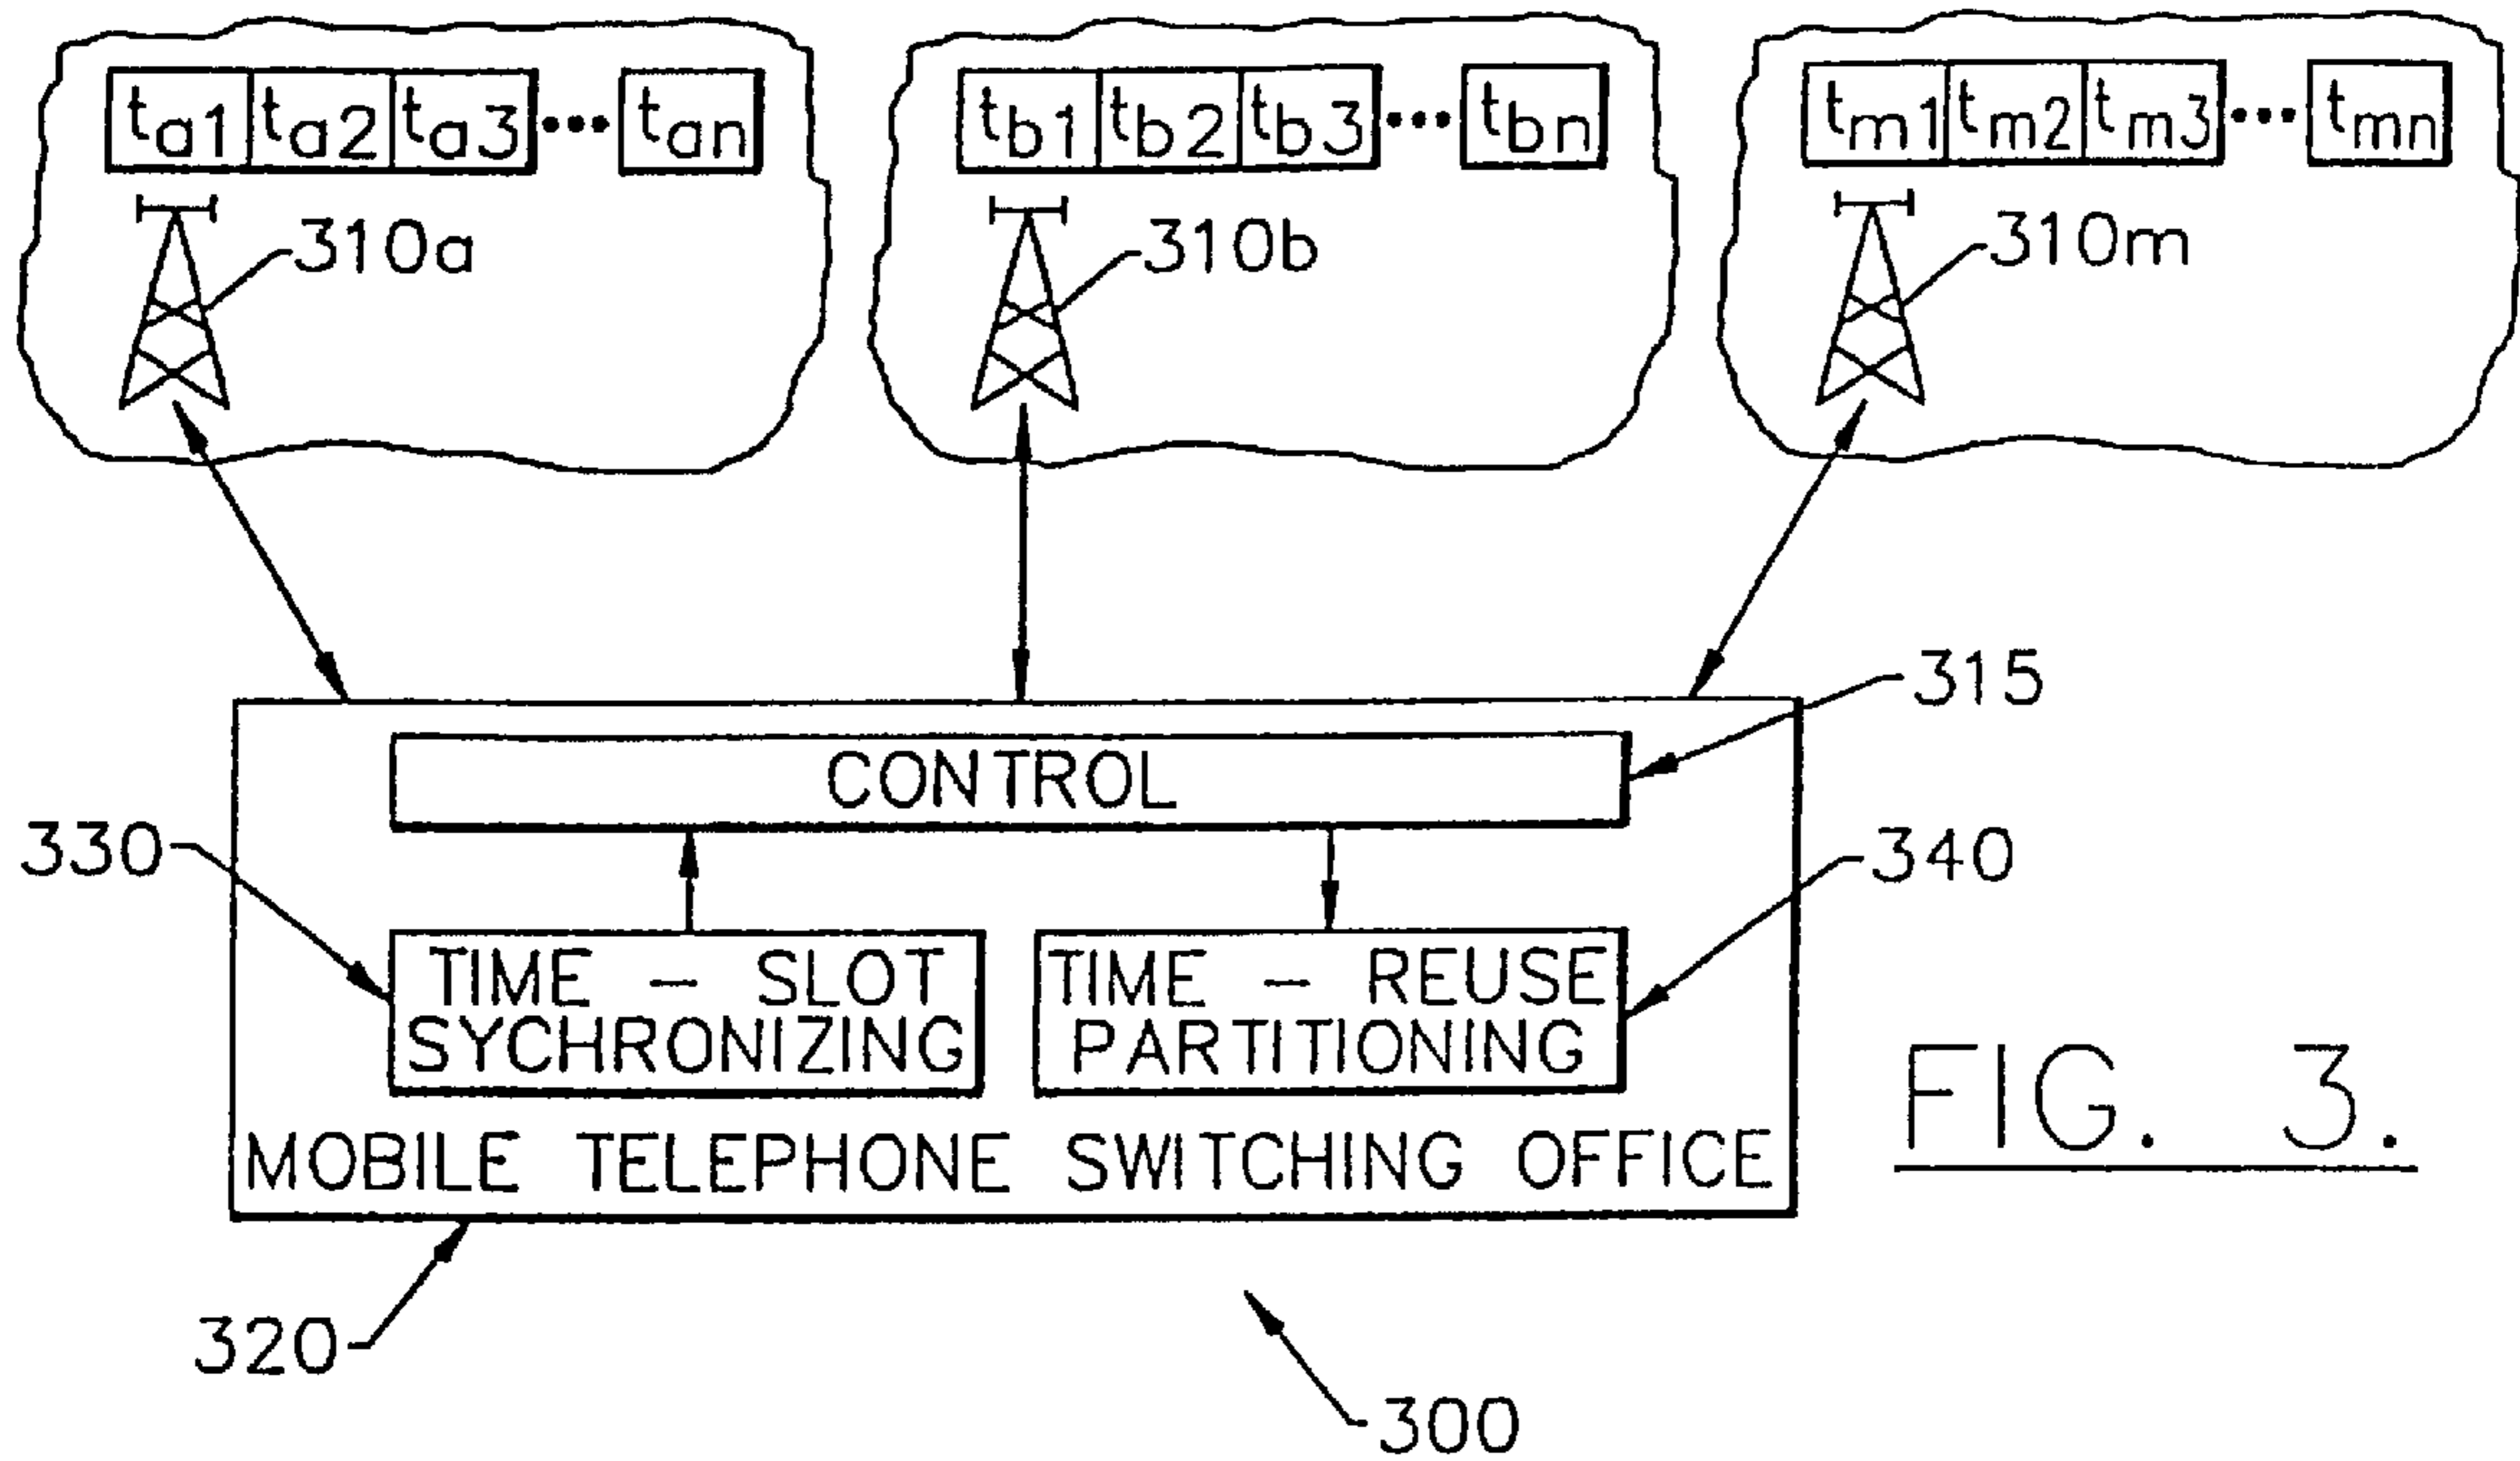 ta1 ta2 ta3 ••• tan
tb1 tb2 tb3 ••• tbn
tm1 tm2 tm3 ••• tmn
310a
310b
310m
315
CONTROL
330
340
TIME - SLOT
SYCHRONIZING
TIME - REUSE
PARTITIONING
MOBILE TELEPHONE SWITCHING OFFICE
FIG. 3.
320
300